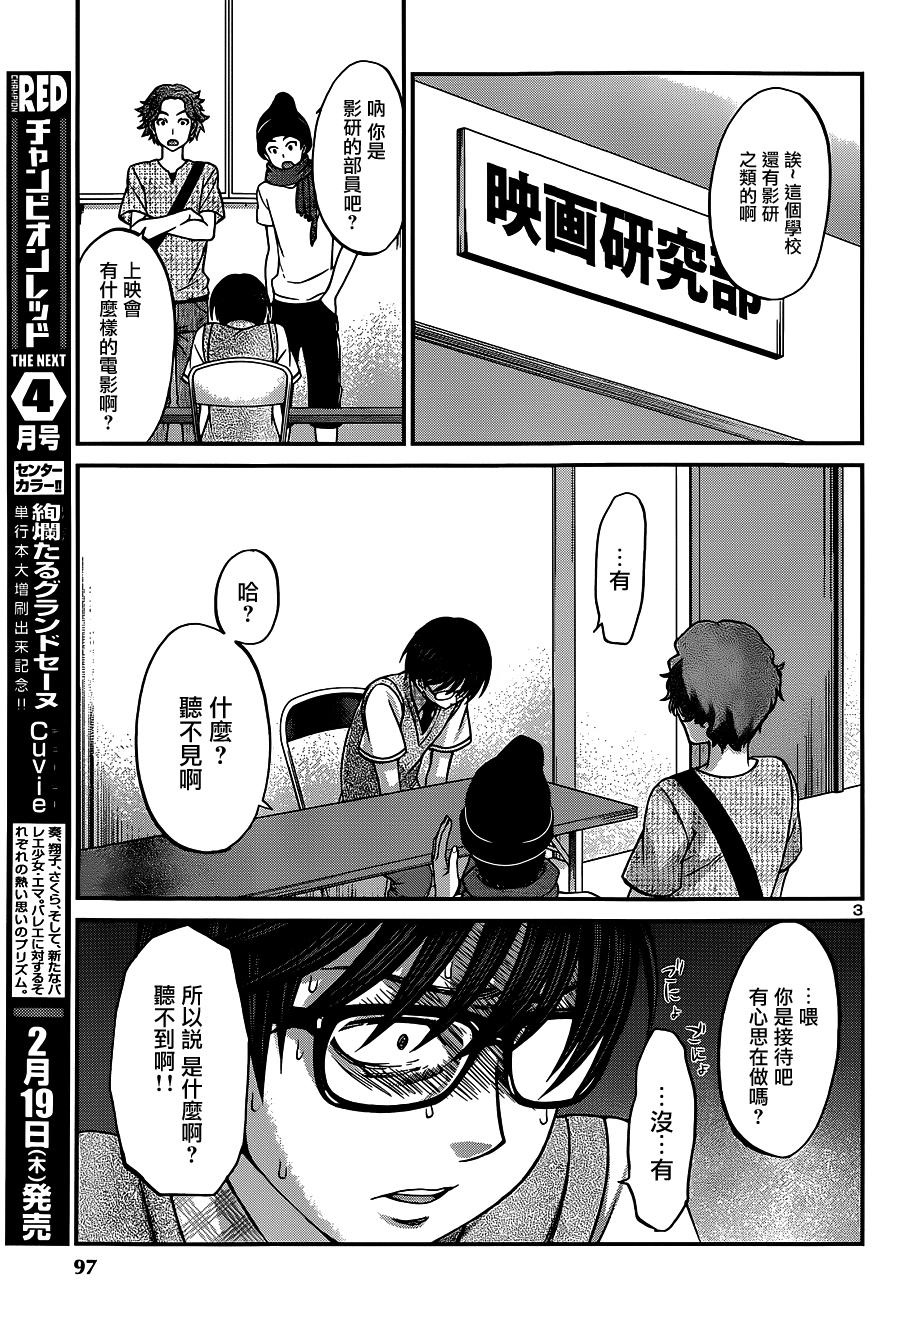 誒~這個學校
還有影研
之類的啊
映画研究部
吶 你是
影研的部員吧?
上映會
有什麼樣的電影啊?
…有
哈?
什麼?
聽不見啊
3
…喂
你是接待吧
有心思在做嗎?
ごにょ
ごにょ
…沒…有
所以說 是什麼啊?
聽不到啊!!
97
CHAMPION
RED
チャンピオンレッド
THE NEXT
4
月号
センター
カラー!!
絢爛たるグランドセーヌ
Cuvie
単行本大増刷出来記念!!
奏、翔子、さくら、そして、新たなバ
レエ少女・エマ。バレエに対するそ
れぞれの熱い思いのプリズム。
2月19日(木)発売